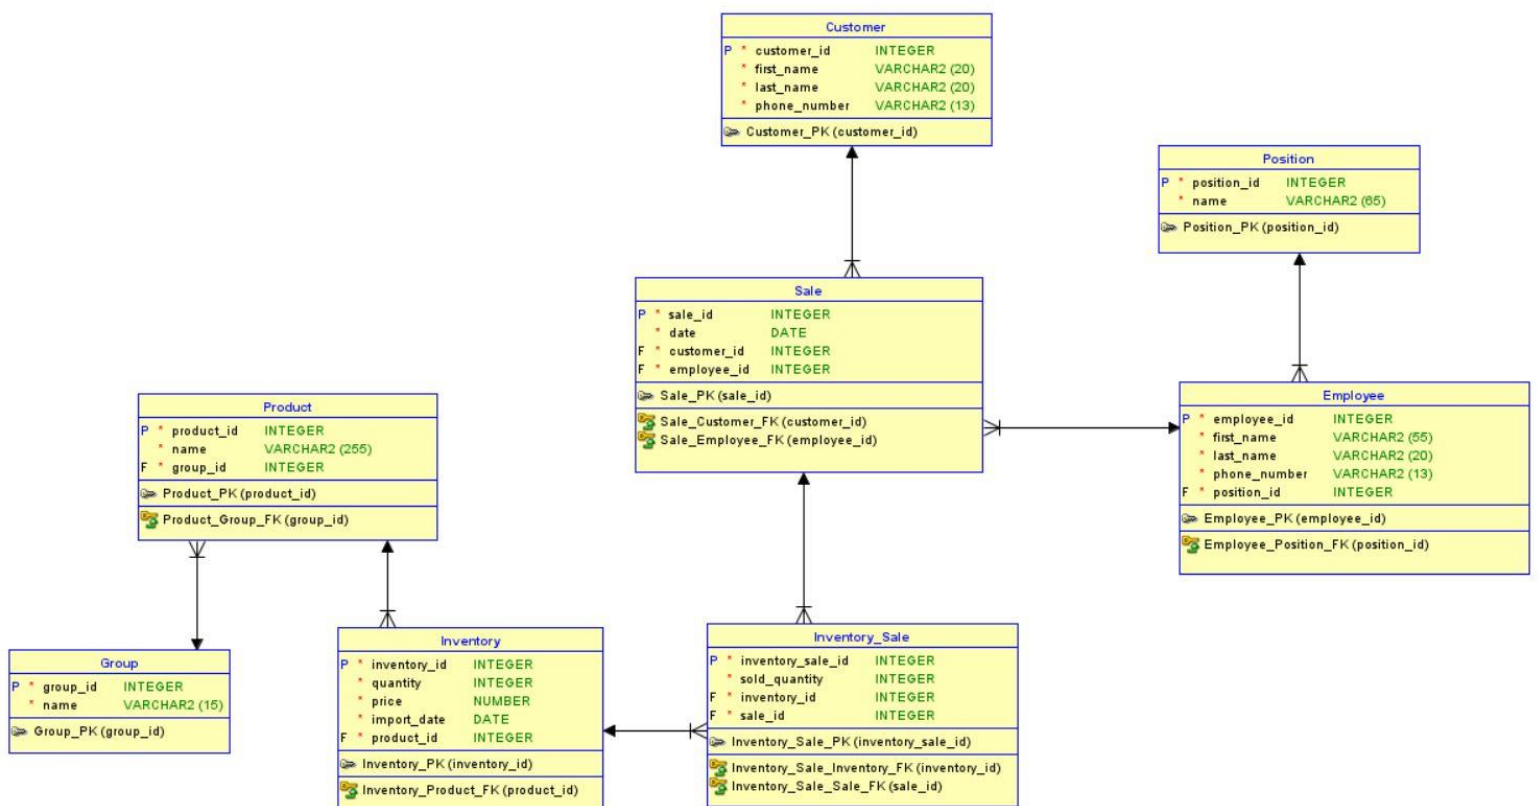 Customer
P * customer_id INTEGER
* first_name VARCHAR2 (20)
* last_name VARCHAR2 (20)
* phone_number VARCHAR2 (13)
Customer_PK (customer_id)
Position
P * position_id INTEGER
* name VARCHAR2 (65)
Position_PK (position_id)
Sale
P * sale_id INTEGER
* date DATE
F * customer_id INTEGER
F * employee_id INTEGER
Sale_PK (sale_id)
Sale_Customer_FK (customer_id)
Sale_Employee_FK (employee_id)
Employee
P * employee_id INTEGER
* first_name VARCHAR2 (55)
* last_name VARCHAR2 (20)
* phone_number VARCHAR2 (13)
F * position_id INTEGER
Employee_PK (employee_id)
Employee_Position_FK (position_id)
Product
P * product_id INTEGER
* name VARCHAR2 (255)
F * group_id INTEGER
Product_PK (product_id)
Product_Group_FK (group_id)
Group
P * group_id INTEGER
* name VARCHAR2 (15)
Group_PK (group_id)
Inventory
P * inventory_id INTEGER
* quantity INTEGER
* price NUMBER
* import_date DATE
F * product_id INTEGER
Inventory_PK (inventory_id)
Inventory_Product_FK (product_id)
Inventory_Sale
P * inventory_sale_id INTEGER
* sold_quantity INTEGER
F * inventory_id INTEGER
F * sale_id INTEGER
Inventory_Sale_PK (inventory_sale_id)
Inventory_Sale_Inventory_FK (inventory_id)
Inventory_Sale_Sale_FK (sale_id)